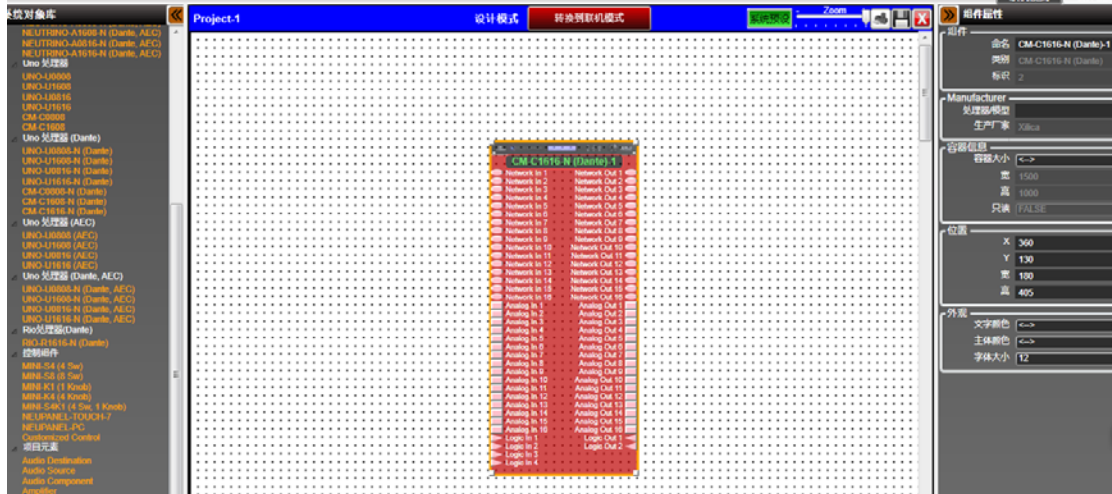 系统对象库
NEUTRINO-A1608-N (Dante, AEC)
NEUTRINO-A0816-N (Dante, AEC)
NEUTRINO-A1616-N (Dante, AEC)
Uno 处理器
UNO-U0808
UNO-U1608
UNO-U0816
UNO-U1616
CM-C0808
CM-C1608
Uno 处理器 (Dante)
UNO-U0808-N (Dante)
UNO-U1608-N (Dante)
UNO-U0816-N (Dante)
UNO-U1616-N (Dante)
CM-C0808-N (Dante)
CM-C1608-N (Dante)
CM-C1616-N (Dante)
Uno 处理器 (AEC)
UNO-U0808 (AEC)
UNO-U1608 (AEC)
UNO-U0816 (AEC)
UNO-U1616 (AEC)
Uno 处理器 (Dante, AEC)
UNO-U0808-N (Dante, AEC)
UNO-U1608-N (Dante, AEC)
UNO-U0816-N (Dante, AEC)
UNO-U1616-N (Dante, AEC)
Rio处理器(Dante)
RIO-R1616-N (Dante)
控制组件
MINI-S4 (4 Sw)
MINI-S8 (8 Sw)
MINI-K1 (1 Knob)
MINI-K4 (4 Knob)
MINI-S4K1 (4 Sw, 1 Knob)
NEUPANEL-TOUCH-7
NEUPANEL-PC
Customized Control
项目元素
Audio Destination
Audio Source
Audio Component
Amplifier
Project-1
设计模式
转换到联机模式
系统预设
Zoom
CM-C1616-N (Dante)-1
Network In 1 Network Out 1
Network In 2 Network Out 2
Network In 3 Network Out 3
Network In 4 Network Out 4
Network In 5 Network Out 5
Network In 6 Network Out 6
Network In 7 Network Out 7
Network In 8 Network Out 8
Network In 9 Network Out 9
Network In 10 Network Out 10
Network In 11 Network Out 11
Network In 12 Network Out 12
Network In 13 Network Out 13
Network In 14 Network Out 14
Network In 15 Network Out 15
Network In 16 Network Out 16
Analog In 1 Analog Out 1
Analog In 2 Analog Out 2
Analog In 3 Analog Out 3
Analog In 4 Analog Out 4
Analog In 5 Analog Out 5
Analog In 6 Analog Out 6
Analog In 7 Analog Out 7
Analog In 8 Analog Out 8
Analog In 9 Analog Out 9
Analog In 10 Analog Out 10
Analog In 11 Analog Out 11
Analog In 12 Analog Out 12
Analog In 13 Analog Out 13
Analog In 14 Analog Out 14
Analog In 15 Analog Out 15
Analog In 16 Analog Out 16
Logic In 1 Logic Out 1
Logic In 2 Logic Out 2
Logic In 3
Logic In 4
组件属性
组件
命名 CM-C1616-N (Dante)-1
类别 CM-C1616-N (Dante)
标识 2
Manufacturer
处理器/模型
生产厂家 Xilica
容器信息
容器大小 <-->
宽 1500
高 1000
只读 FALSE
位置
X 360
Y 130
宽 180
高 405
外观
文字颜色 <-->
主体颜色 <-->
字体大小 12